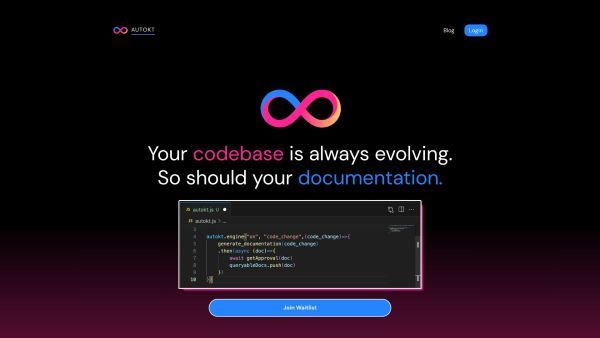 AUTOKT
Blog
Login
Your codebase is always evolving.
So should your documentation.
autokt.js U
autokt.js > ...
3
4 autokt.engine("on", "code_change",(code_change)=>{
5 generate_documentation(code_change)
6 .then(async (doc)=>{
7 await getApproval(doc)
8 queryableDocs.push(doc)
9 })
10 })
Join Waitlist